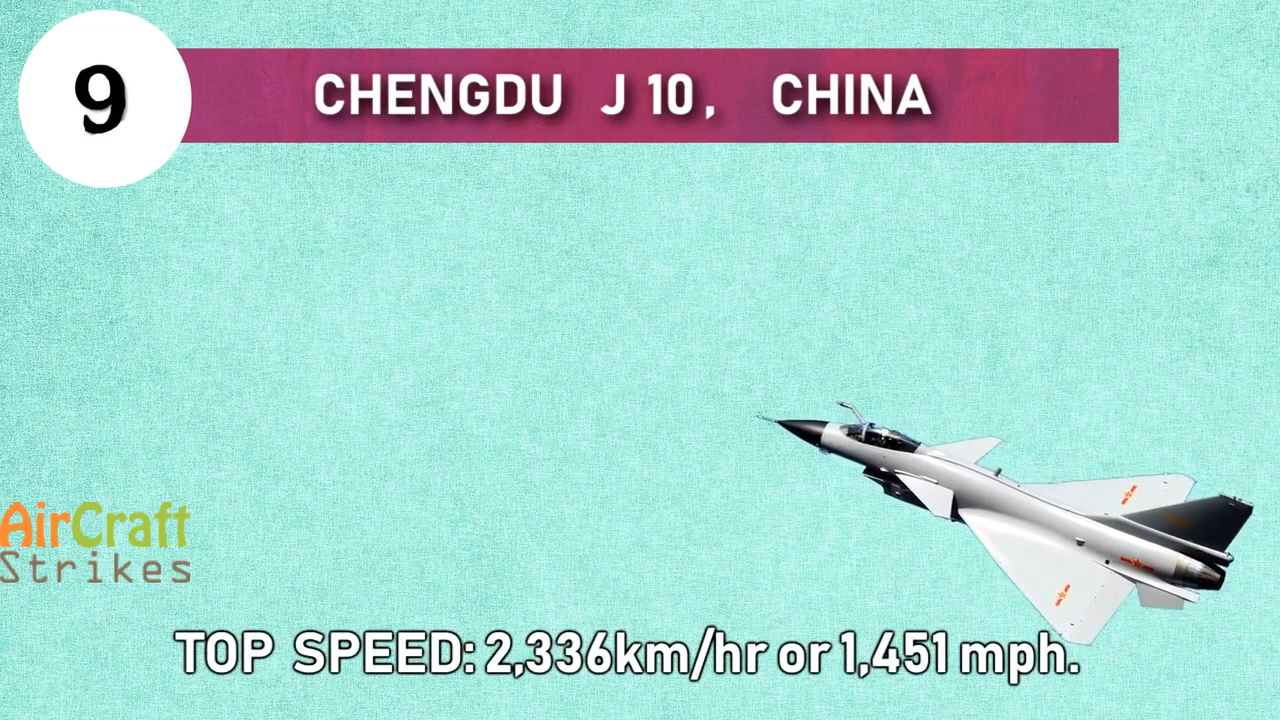 9
CHENGDU J 10, CHINA
AirCraft
Strikes
TOP SPEED: 2,336km/hr or 1,451 mph.